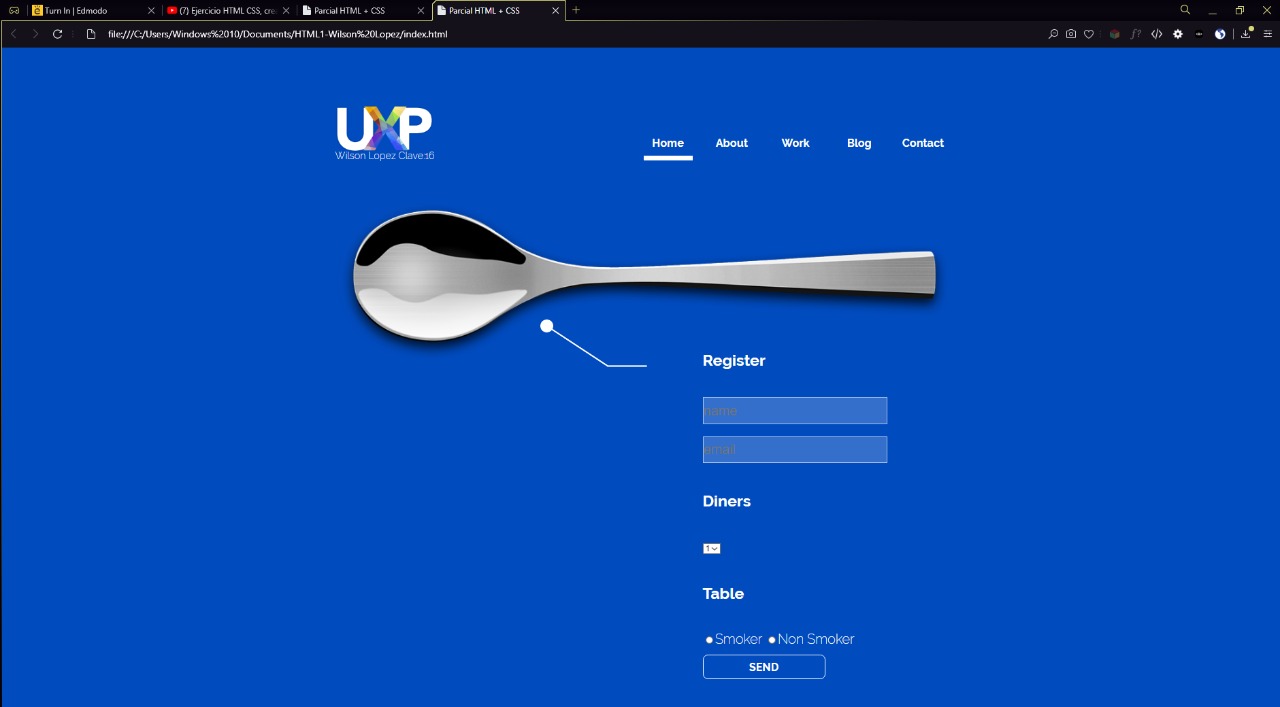 Turn In | Edmodo
(7) Ejercicio HTML CSS, cre
Parcial HTML + CSS
Parcial HTML + CSS
file:///C:/Users/Windows%2010/Documents/HTML1-Wilson%20Lopez/index.html
f?
UXP
Wilson Lopez Clave:16
Home About Work Blog Contact
Register
name
email
Diners
1
Table
Smoker Non Smoker
SEND